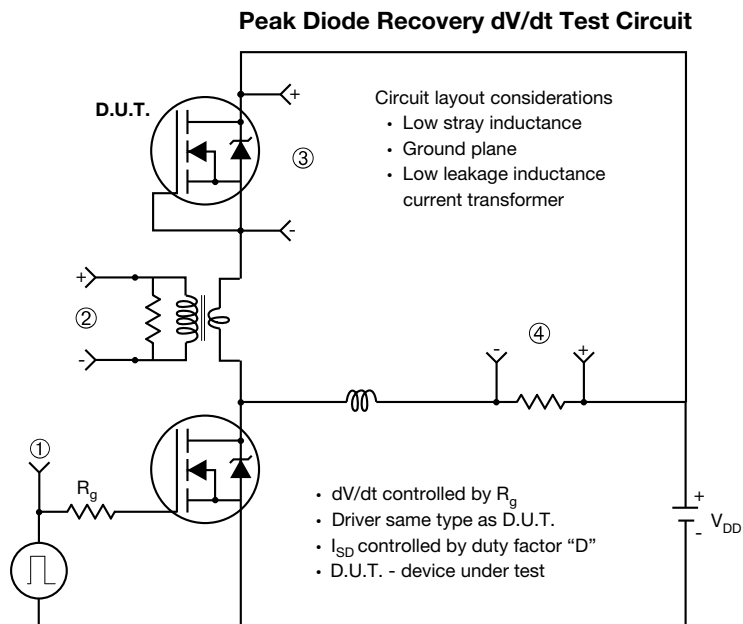 Peak Diode Recovery dV/dt Test Circuit
D.U.T.
+
Circuit layout considerations
• Low stray inductance
③
• Ground plane
• Low leakage inductance
current transformer
-
+
②
-
④
- +
①
R_g
• dV/dt controlled by R_g
• Driver same type as D.U.T.
• I_SD controlled by duty factor “D”
• D.U.T. - device under test
+
V_DD
-